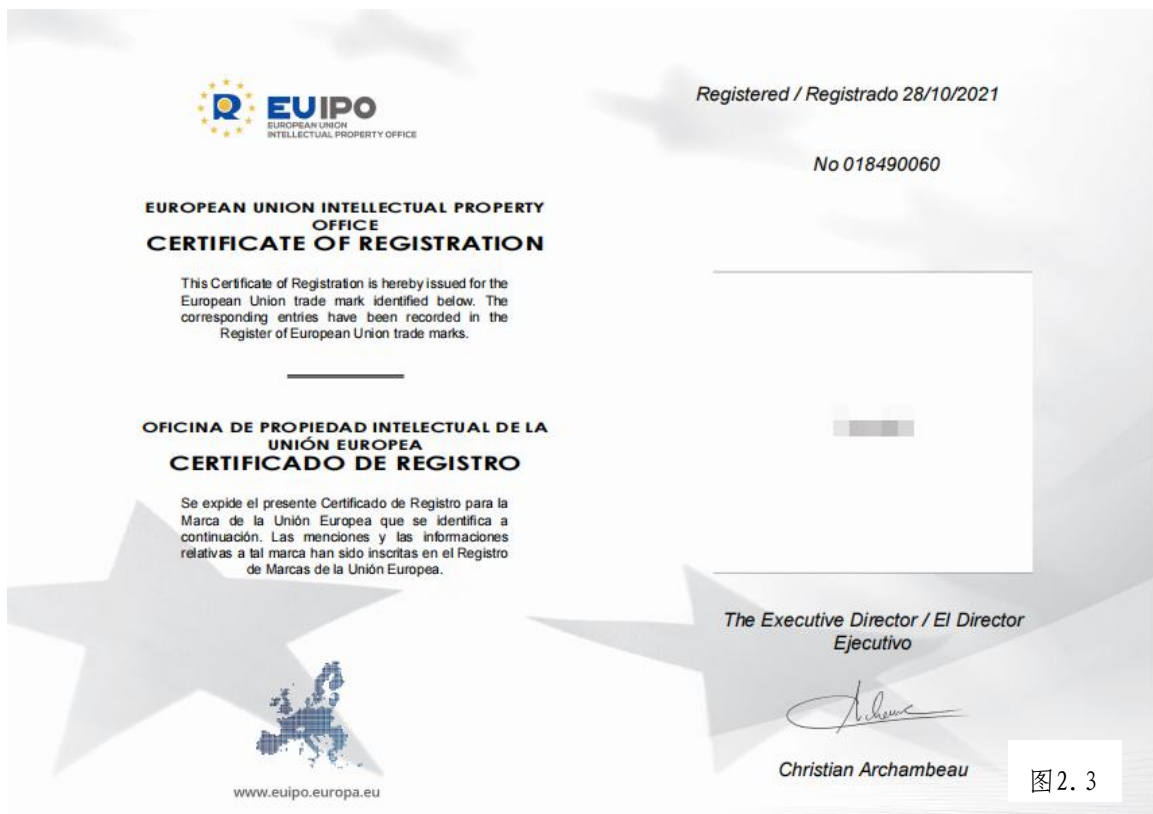 EUIPO
EUROPEAN UNION
INTELLECTUAL PROPERTY OFFICE
EUROPEAN UNION INTELLECTUAL PROPERTY
OFFICE
CERTIFICATE OF REGISTRATION
This Certificate of Registration is hereby issued for the
European Union trade mark identified below. The
corresponding entries have been recorded in the
Register of European Union trade marks.
OFICINA DE PROPIEDAD INTELECTUAL DE LA
UNIÓN EUROPEA
CERTIFICADO DE REGISTRO
Se expide el presente Certificado de Registro para la
Marca de la Unión Europea que se identifica a
continuación. Las menciones y las informaciones
relativas a tal marca han sido inscritas en el Registro
de Marcas de la Unión Europea.
www.euipo.europa.eu
Registered / Registrado 28/10/2021
No 018490060
The Executive Director / El Director
Ejecutivo
Christian Archambeau
图2.3